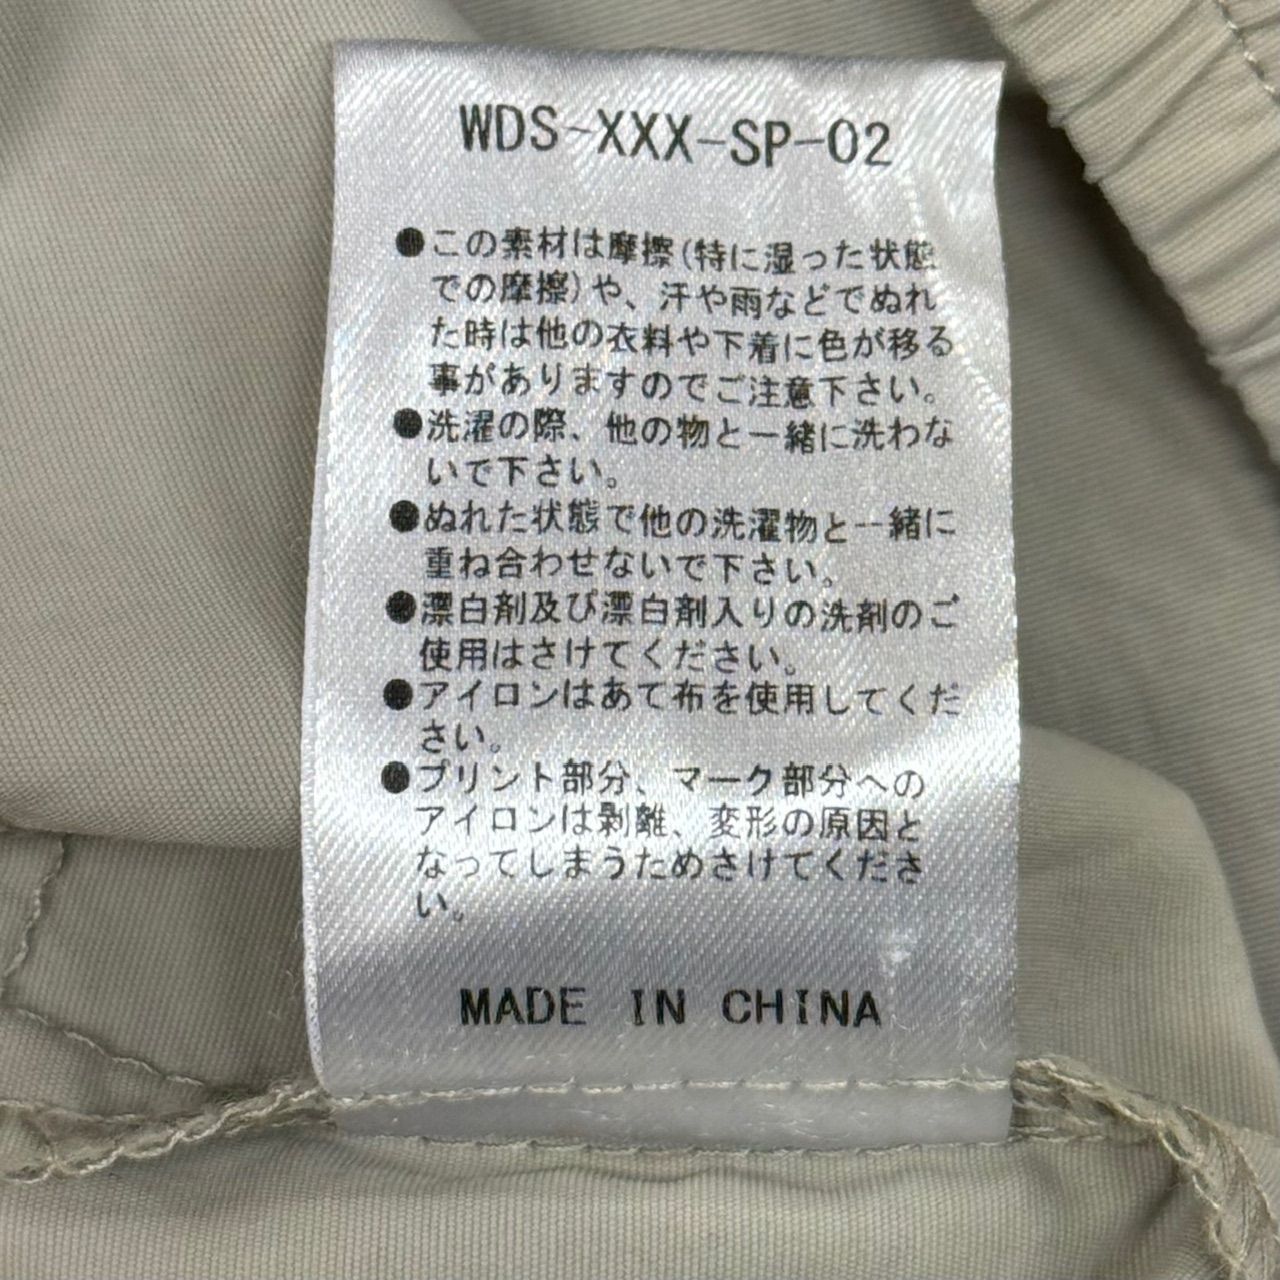 WDS-XXX-SP-02
●この素材は摩擦(特に湿った状態
での摩擦)や、汗や雨などでぬれ
た時は他の衣料や下着に色が移る
事がありますのでご注意下さい。
●洗濯の際、他の物と一緒に洗わな
いで下さい。
●ぬれた状態で他の洗濯物と一緒に
重ね合わせないで下さい。
●漂白剤及び漂白剤入りの洗剤のご
使用はさけてください。
●アイロンはあて布を使用してくだ
さい。
●プリント部分、マーク部分への
アイロンは剥離、変形の原因と
なってしまうためさけてくださ
い。
MADE IN CHINA